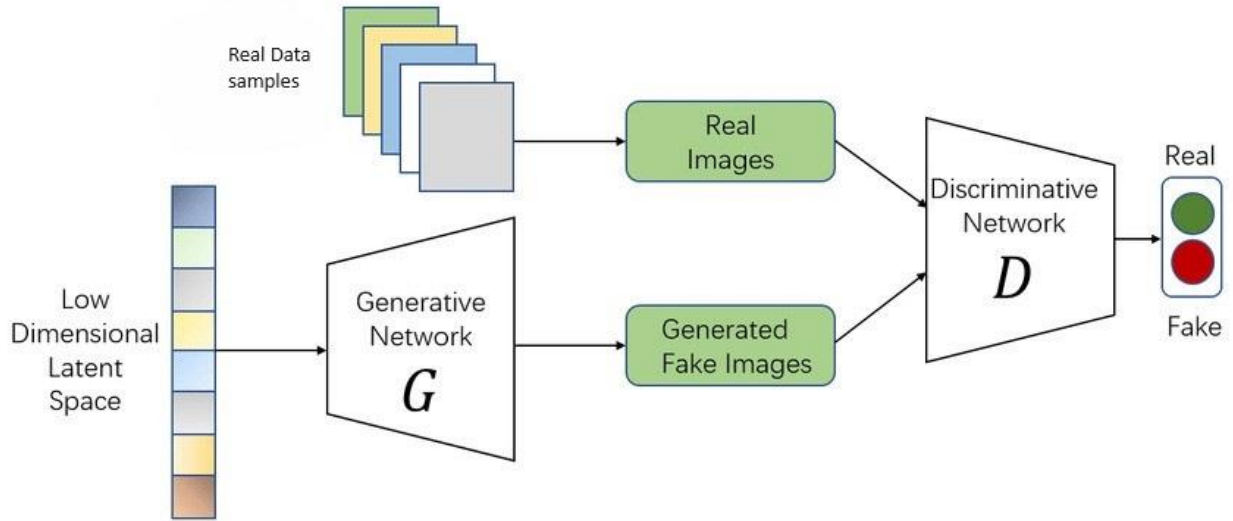 Real Data
samples
Real
Images
Low
Dimensional
Latent
Space
Generative
Network
G
Generated
Fake Images
Discriminative
Network
D
Real
Fake